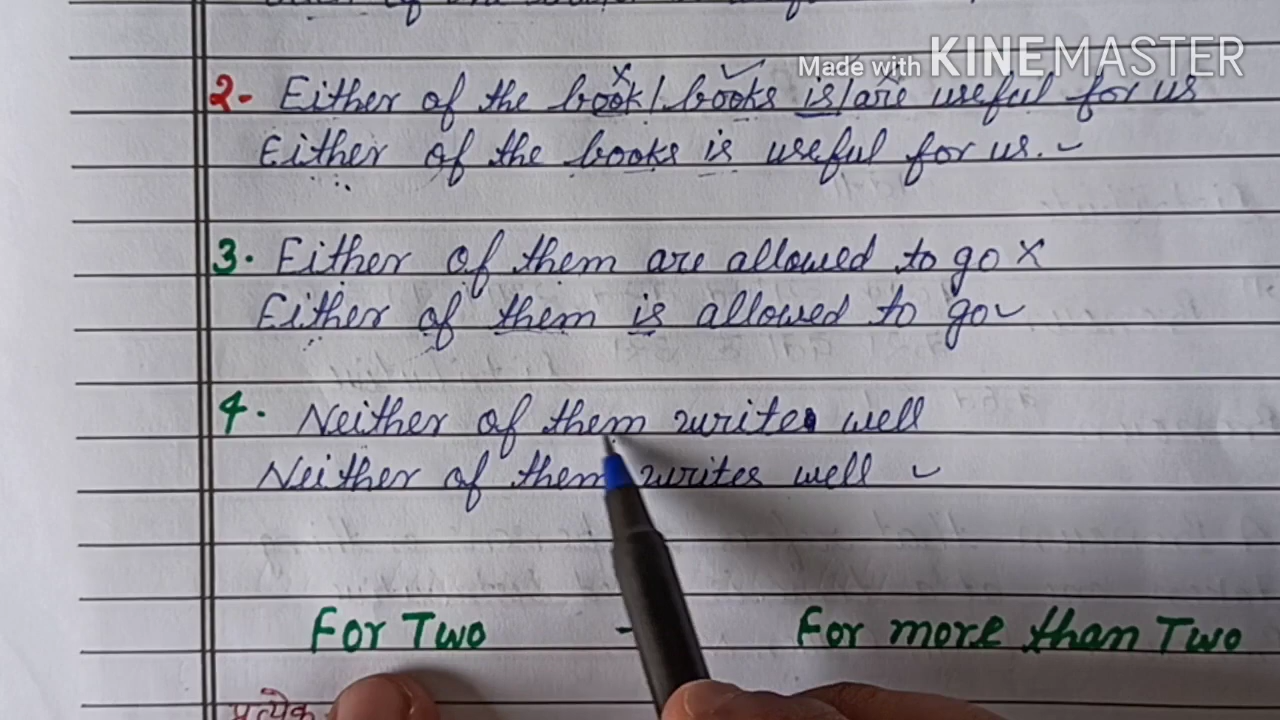 Made with KINEMASTER
2- Either of the book/books is/are useful for us
Either of the books is useful for us.
3. Either of them are allowed to go ×
Either of them is allowed to go
4. Neither of them write well
Neither of them writes well
For Two - For more than Two
प्रत्येक